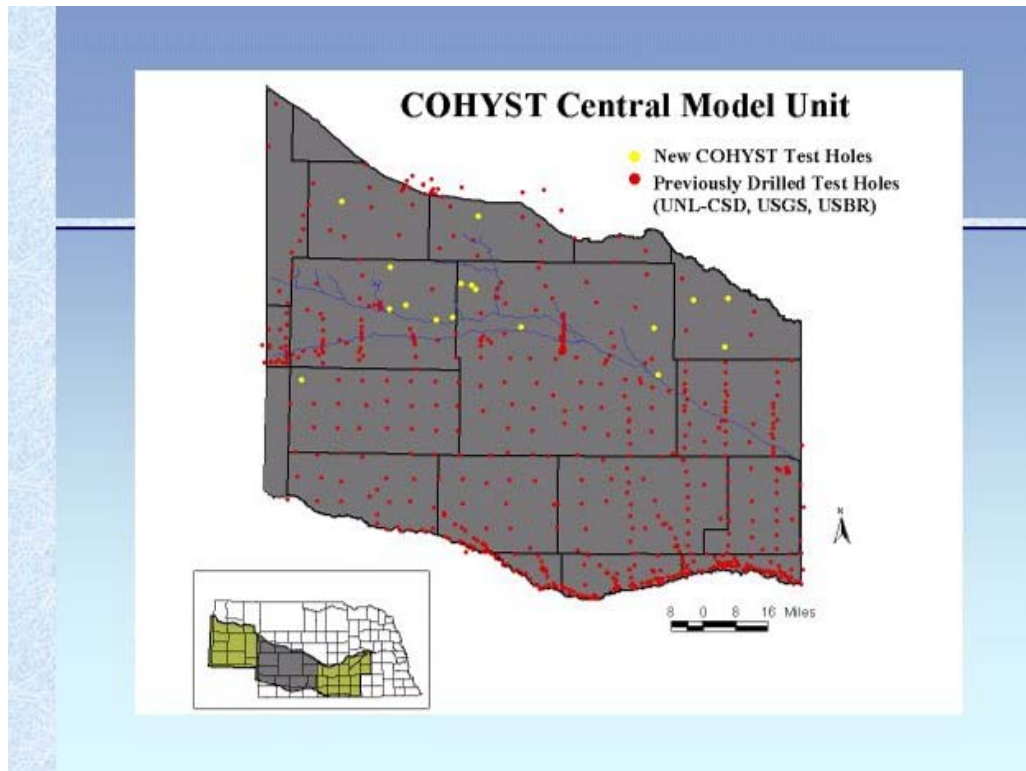 COHYST Central Model Unit
New COHYST Test Holes
Previously Drilled Test Holes
(UNL-CSD, USGS, USBR)
N
8 0 8 16 Miles